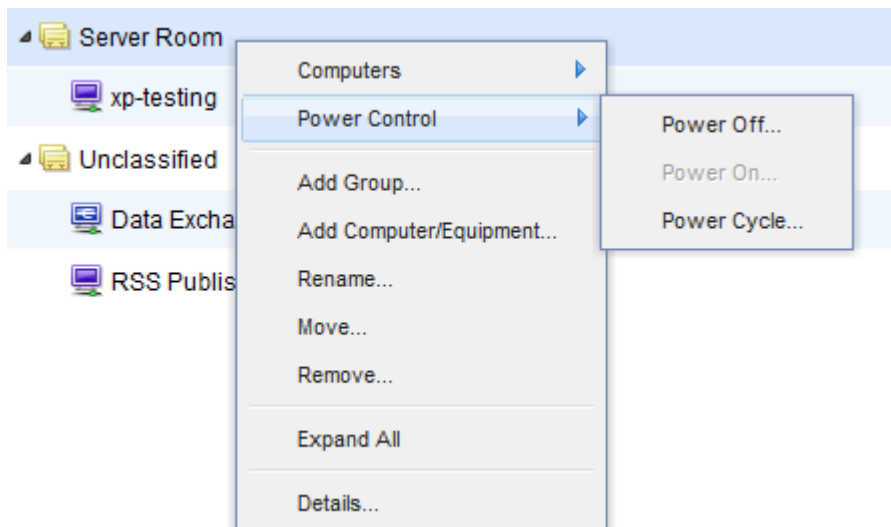 Server Room
xp-testing
Unclassified
Data Excha
RSS Publis
Computers
Power Control
Add Group...
Add Computer/Equipment...
Rename...
Move...
Remove...
Expand All
Details...
Power Off...
Power On...
Power Cycle...